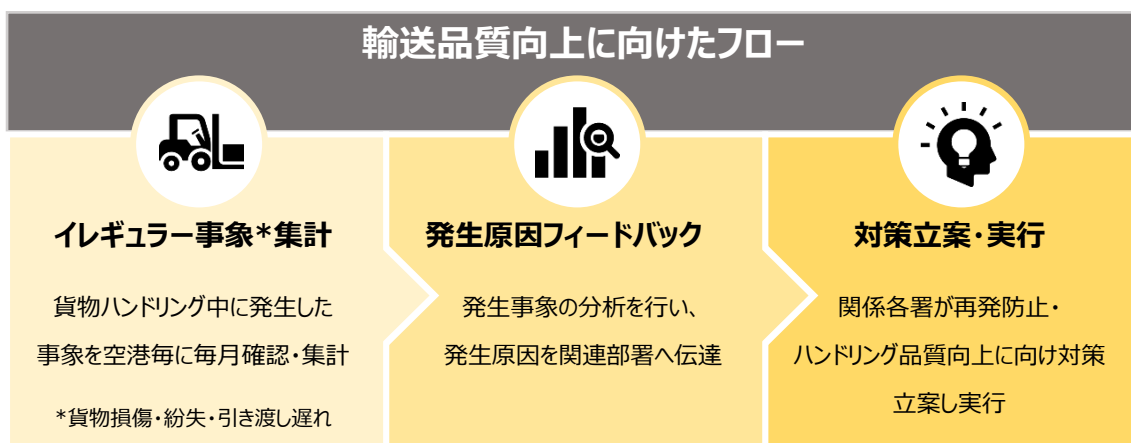 輸送品質向上に向けたフロー
イレギュラー事象*集計
貨物ハンドリング中に発生した
事象を空港毎に毎月確認・集計
*貨物損傷・紛失・引き渡し遅れ
発生原因フィードバック
発生事象の分析を行い、
発生原因を関連部署へ伝達
対策立案・実行
関係各署が再発防止・
ハンドリング品質向上に向け対策
立案し実行